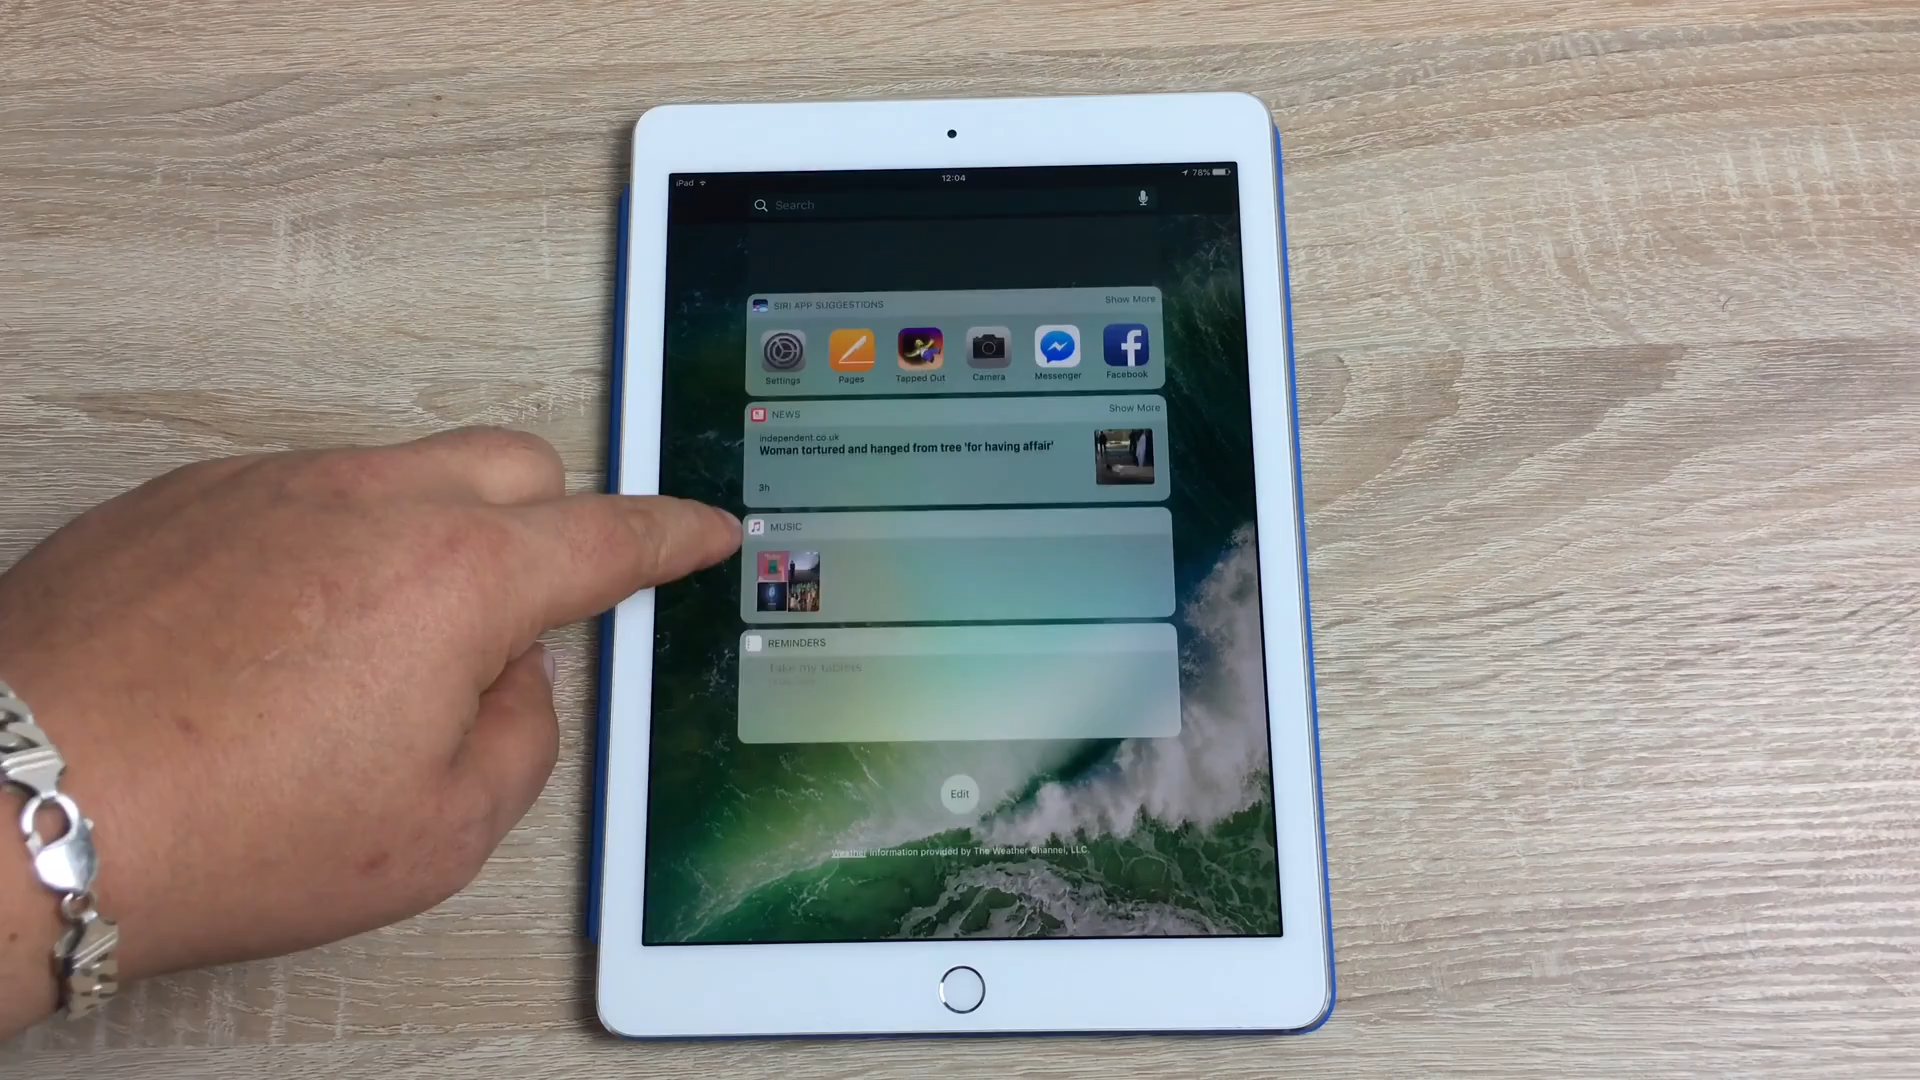 iPad 12:04 78%
Search
SIRI APP SUGGESTIONS Show More
Settings Pages Tapped Out Camera Messenger Facebook
NEWS Show More
independent.co.uk
Woman tortured and hanged from tree 'for having affair'
3h
MUSIC
REMINDERS
Take my tablets
Edit
Weather information provided by The Weather Channel, LLC.